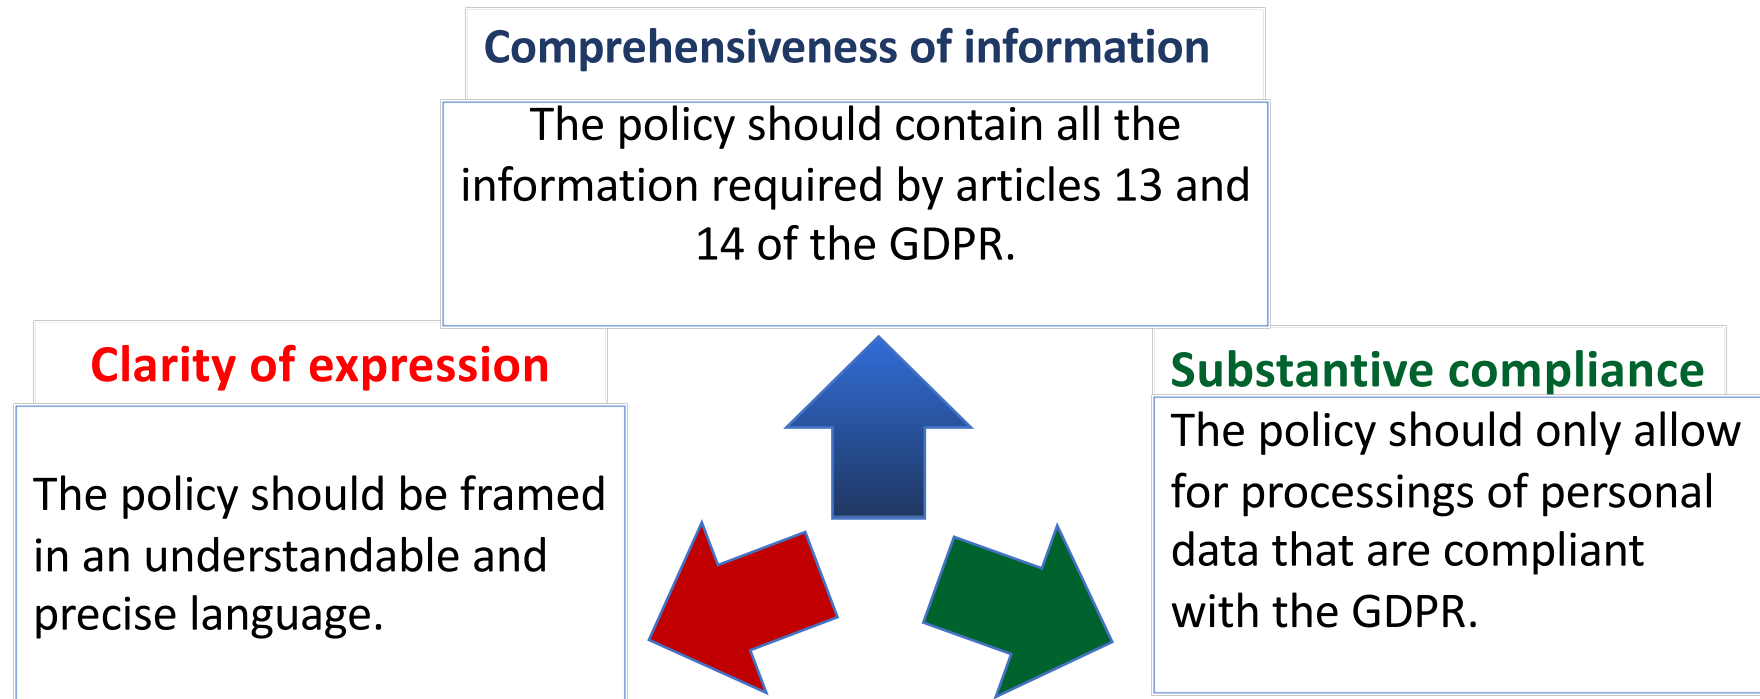 Comprehensiveness of information
The policy should contain all the
information required by articles 13 and
14 of the GDPR.
Clarity of expression
The policy should be framed
in an understandable and
precise language.
Substantive compliance
The policy should only allow
for processings of personal
data that are compliant
with the GDPR.